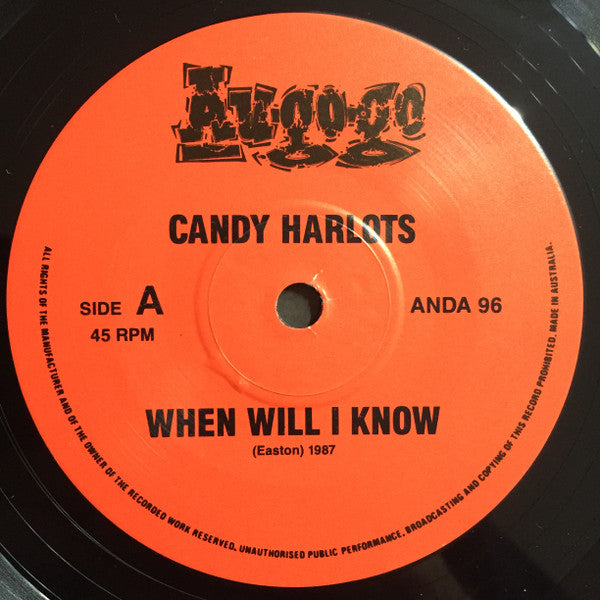 Au-go-go
CANDY HARLOTS
SIDE A
45 RPM
ANDA 96
WHEN WILL I KNOW
(Easton) 1987
ALL RIGHTS OF THE MANUFACTURER AND OF THE OWNER OF THE RECORDED WORK RESERVED. UNAUTHORISED PUBLIC PERFORMANCE, BROADCASTING AND COPYING OF THIS RECORD PROHIBITED. MADE IN AUSTRALIA.